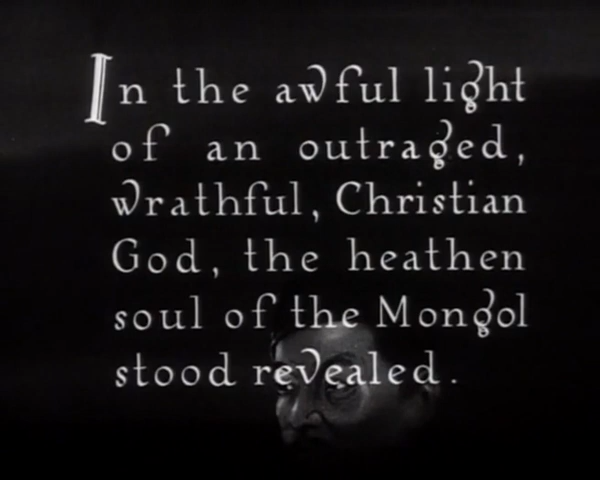 In the awful light
of an outraged,
wrathful, Christian
God, the heathen
soul of the Mongol
stood revealed.